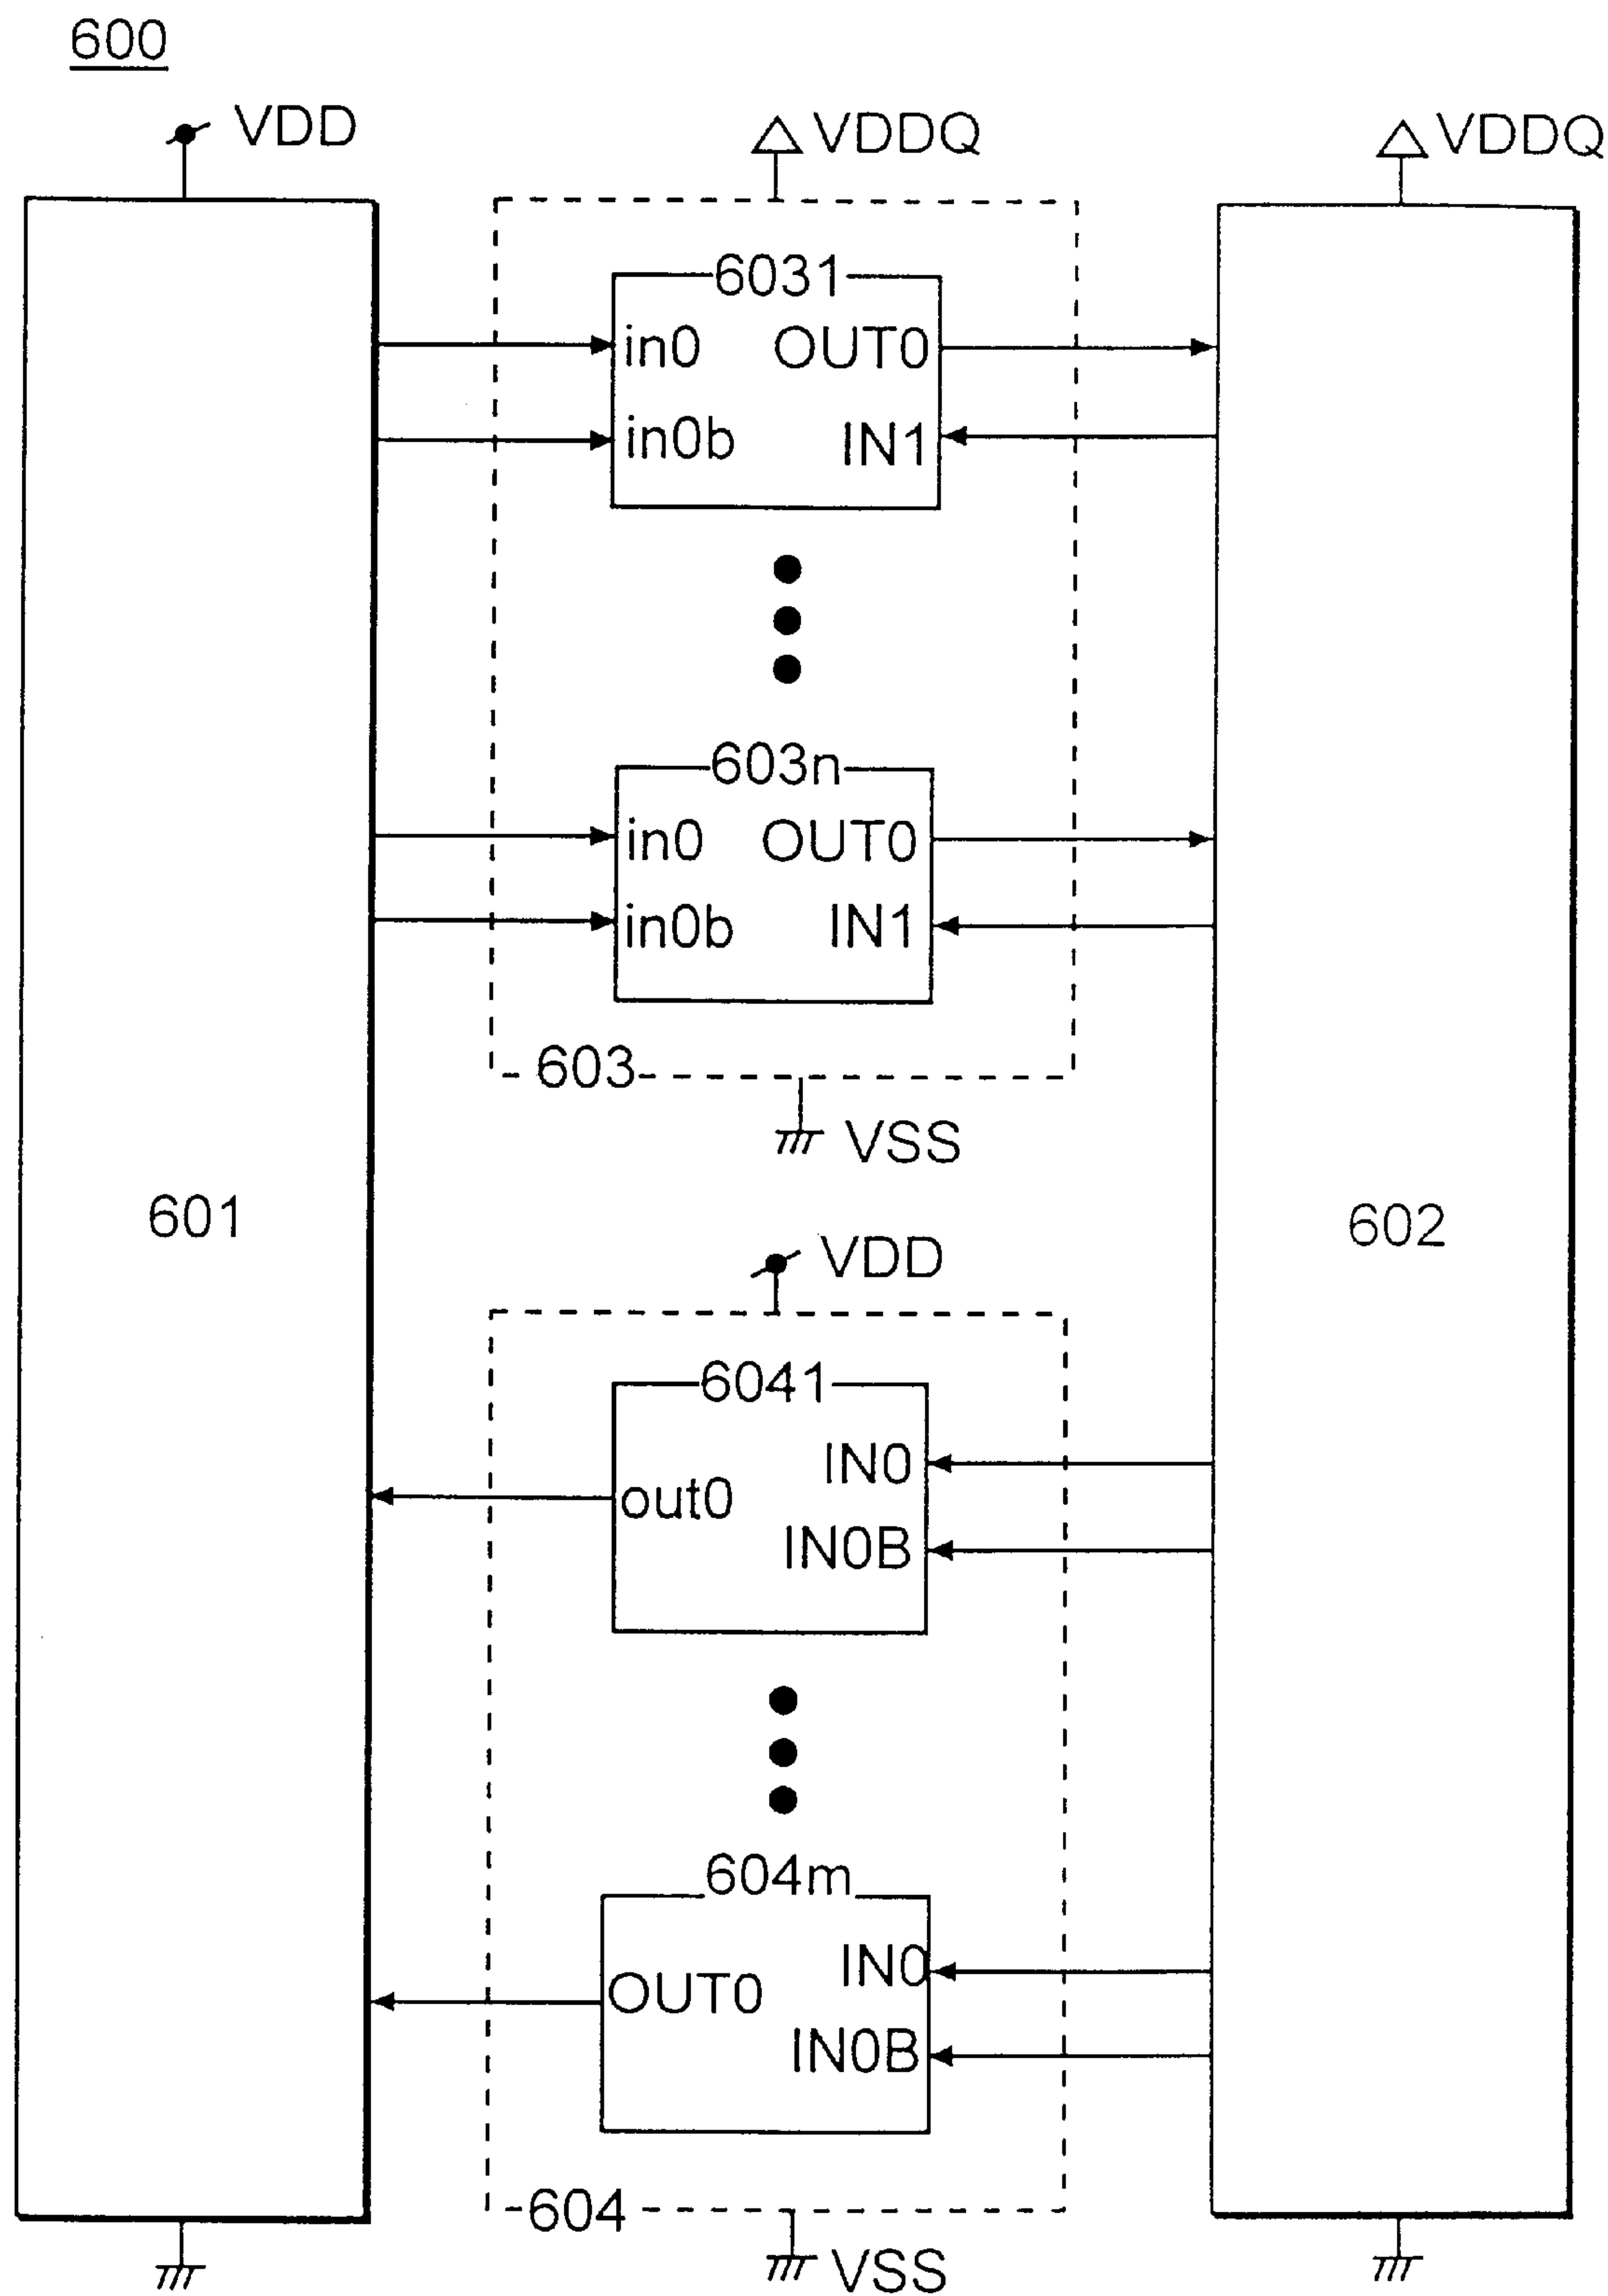 600
VDD
VDDQ
VDDQ
6031
in0 OUT0
in0b IN1
603n
in0 OUT0
in0b IN1
603
VSS
601
602
VDD
6041
IN0
out0
IN0B
604m
IN0
OUT0
IN0B
604
VSS